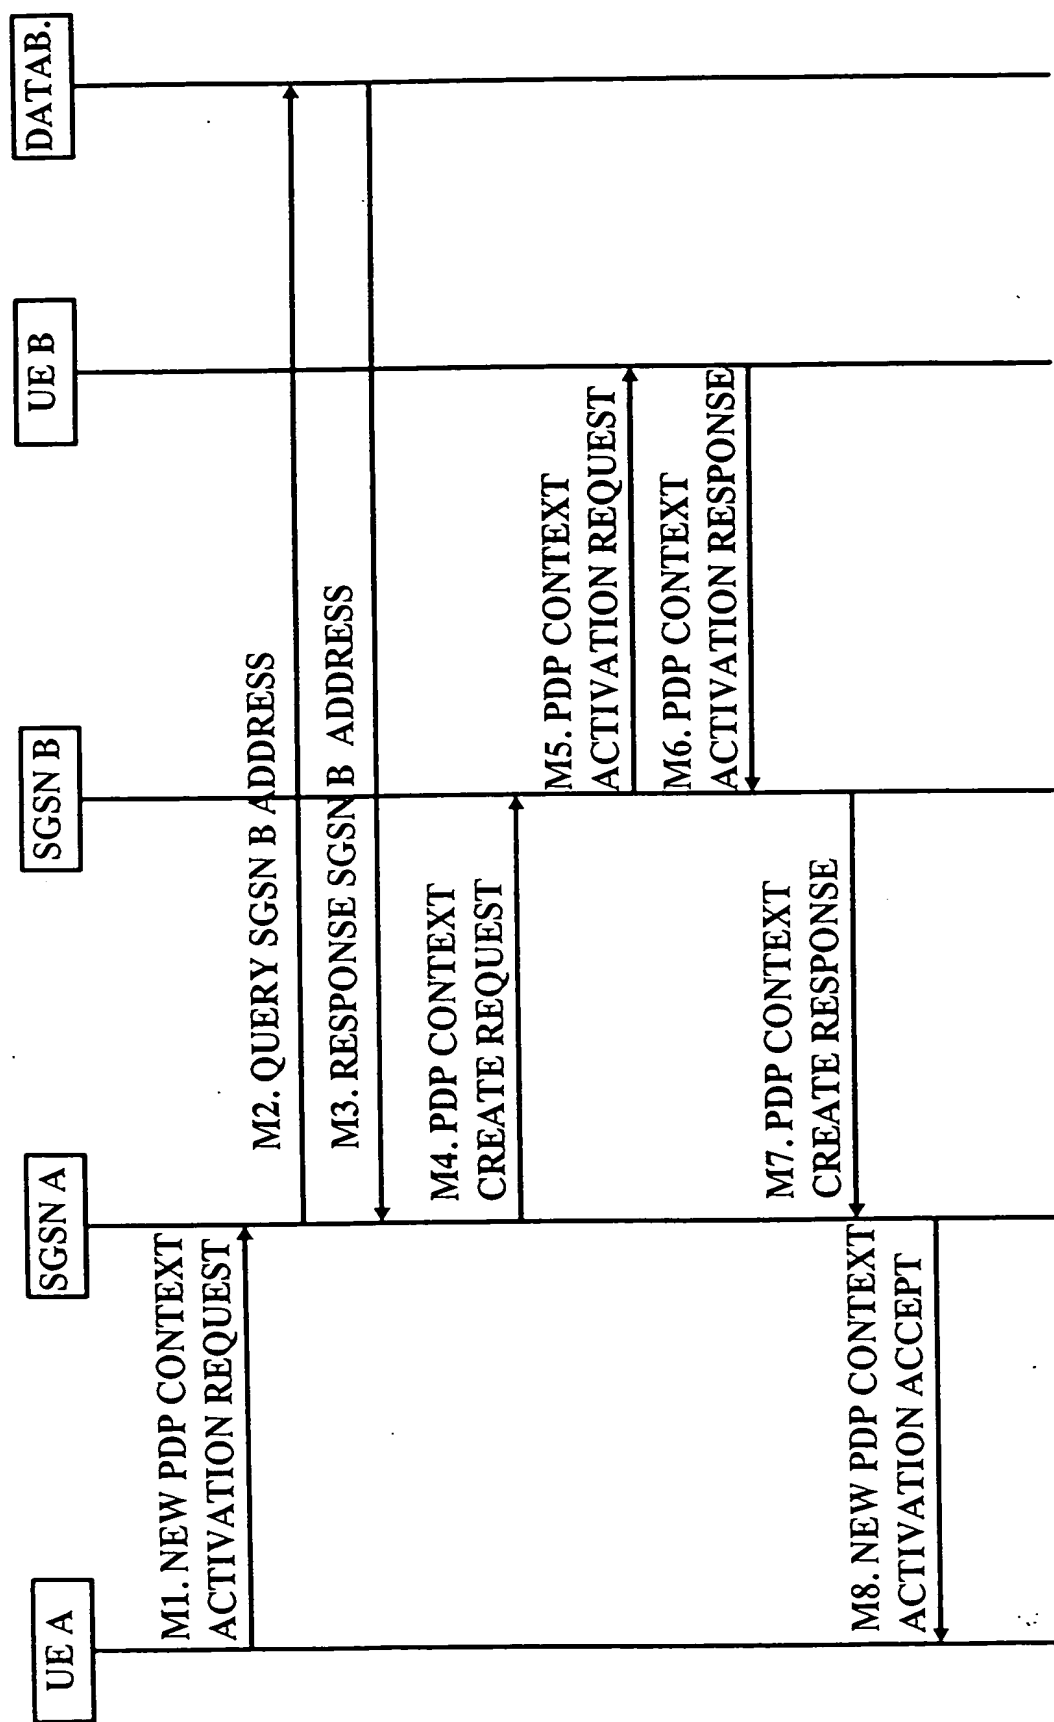 UE A
SGSN A
SGSN B
UE B
DATAB.
M1. NEW PDP CONTEXT
ACTIVATION REQUEST
M2. QUERY SGSN B ADDRESS
M3. RESPONSE SGSN B ADDRESS
M4. PDP CONTEXT
CREATE REQUEST
M5. PDP CONTEXT
ACTIVATION REQUEST
M6. PDP CONTEXT
ACTIVATION RESPONSE
M7. PDP CONTEXT
CREATE RESPONSE
M8. NEW PDP CONTEXT
ACTIVATION ACCEPT